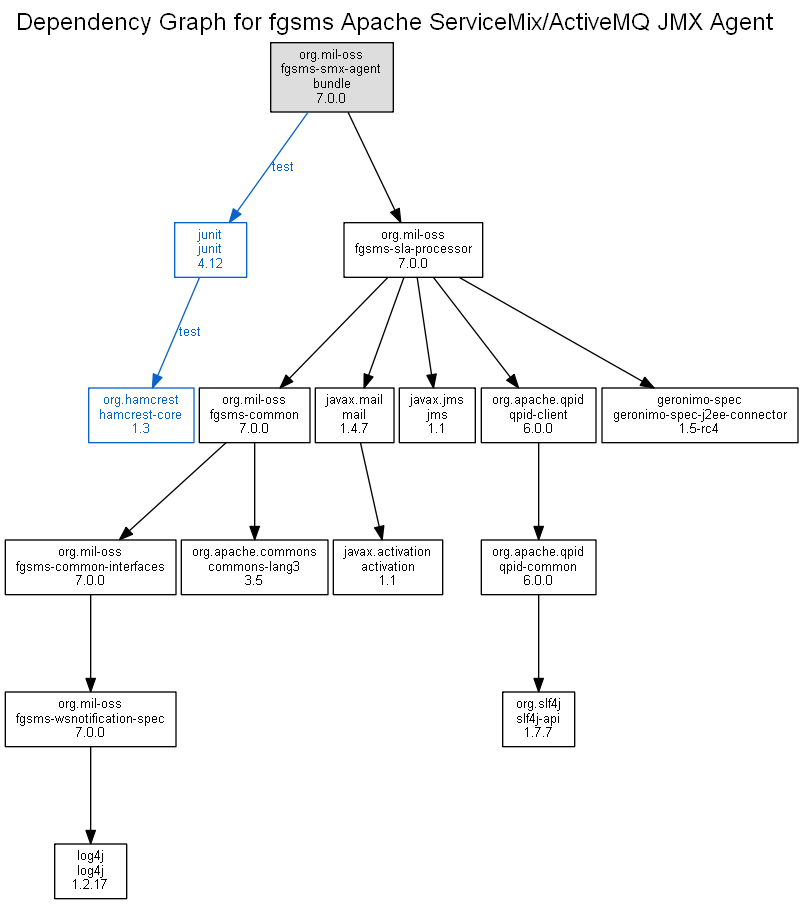 Dependency Graph for fgsms Apache ServiceMix/ActiveMQ JMX Agent
org.mil-oss
fgsms-smx-agent
bundle
7.0.0
test
junit
junit
4.12
org.mil-oss
fgsms-sla-processor
7.0.0
test
org.hamcrest
hamcrest-core
1.3
org.mil-oss
fgsms-common
7.0.0
javax.mail
mail
1.4.7
javax.jms
jms
1.1
org.apache.qpid
qpid-client
6.0.0
geronimo-spec
geronimo-spec-j2ee-connector
1.5-rc4
org.mil-oss
fgsms-common-interfaces
7.0.0
org.apache.commons
commons-lang3
3.5
javax.activation
activation
1.1
org.apache.qpid
qpid-common
6.0.0
org.mil-oss
fgsms-wsnotification-spec
7.0.0
org.slf4j
slf4j-api
1.7.7
log4j
log4j
1.2.17